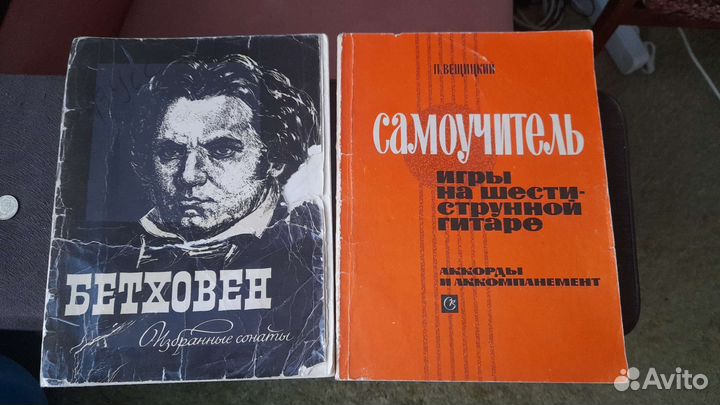 БЕТХОВЕН
Избранные сонаты
П. ВЕЩИЦКИЙ
САМОУЧИТЕЛЬ
ИГРЫ
НА ШЕСТИ-
СТРУННОЙ
ГИТАРЕ
АККОРДЫ
И АККОМПАНЕМЕНТ
Avito